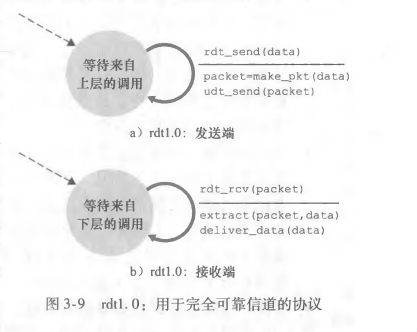 等待来自
上层的调用
rdt_send(data)
packet=make_pkt(data)
udt_send(packet)
a）rdt1.0：发送端
等待来自
下层的调用
rdt_rcv(packet)
extract(packet,data)
deliver_data(data)
b）rdt1.0：接收端
图 3-9 rdt1.0：用于完全可靠信道的协议